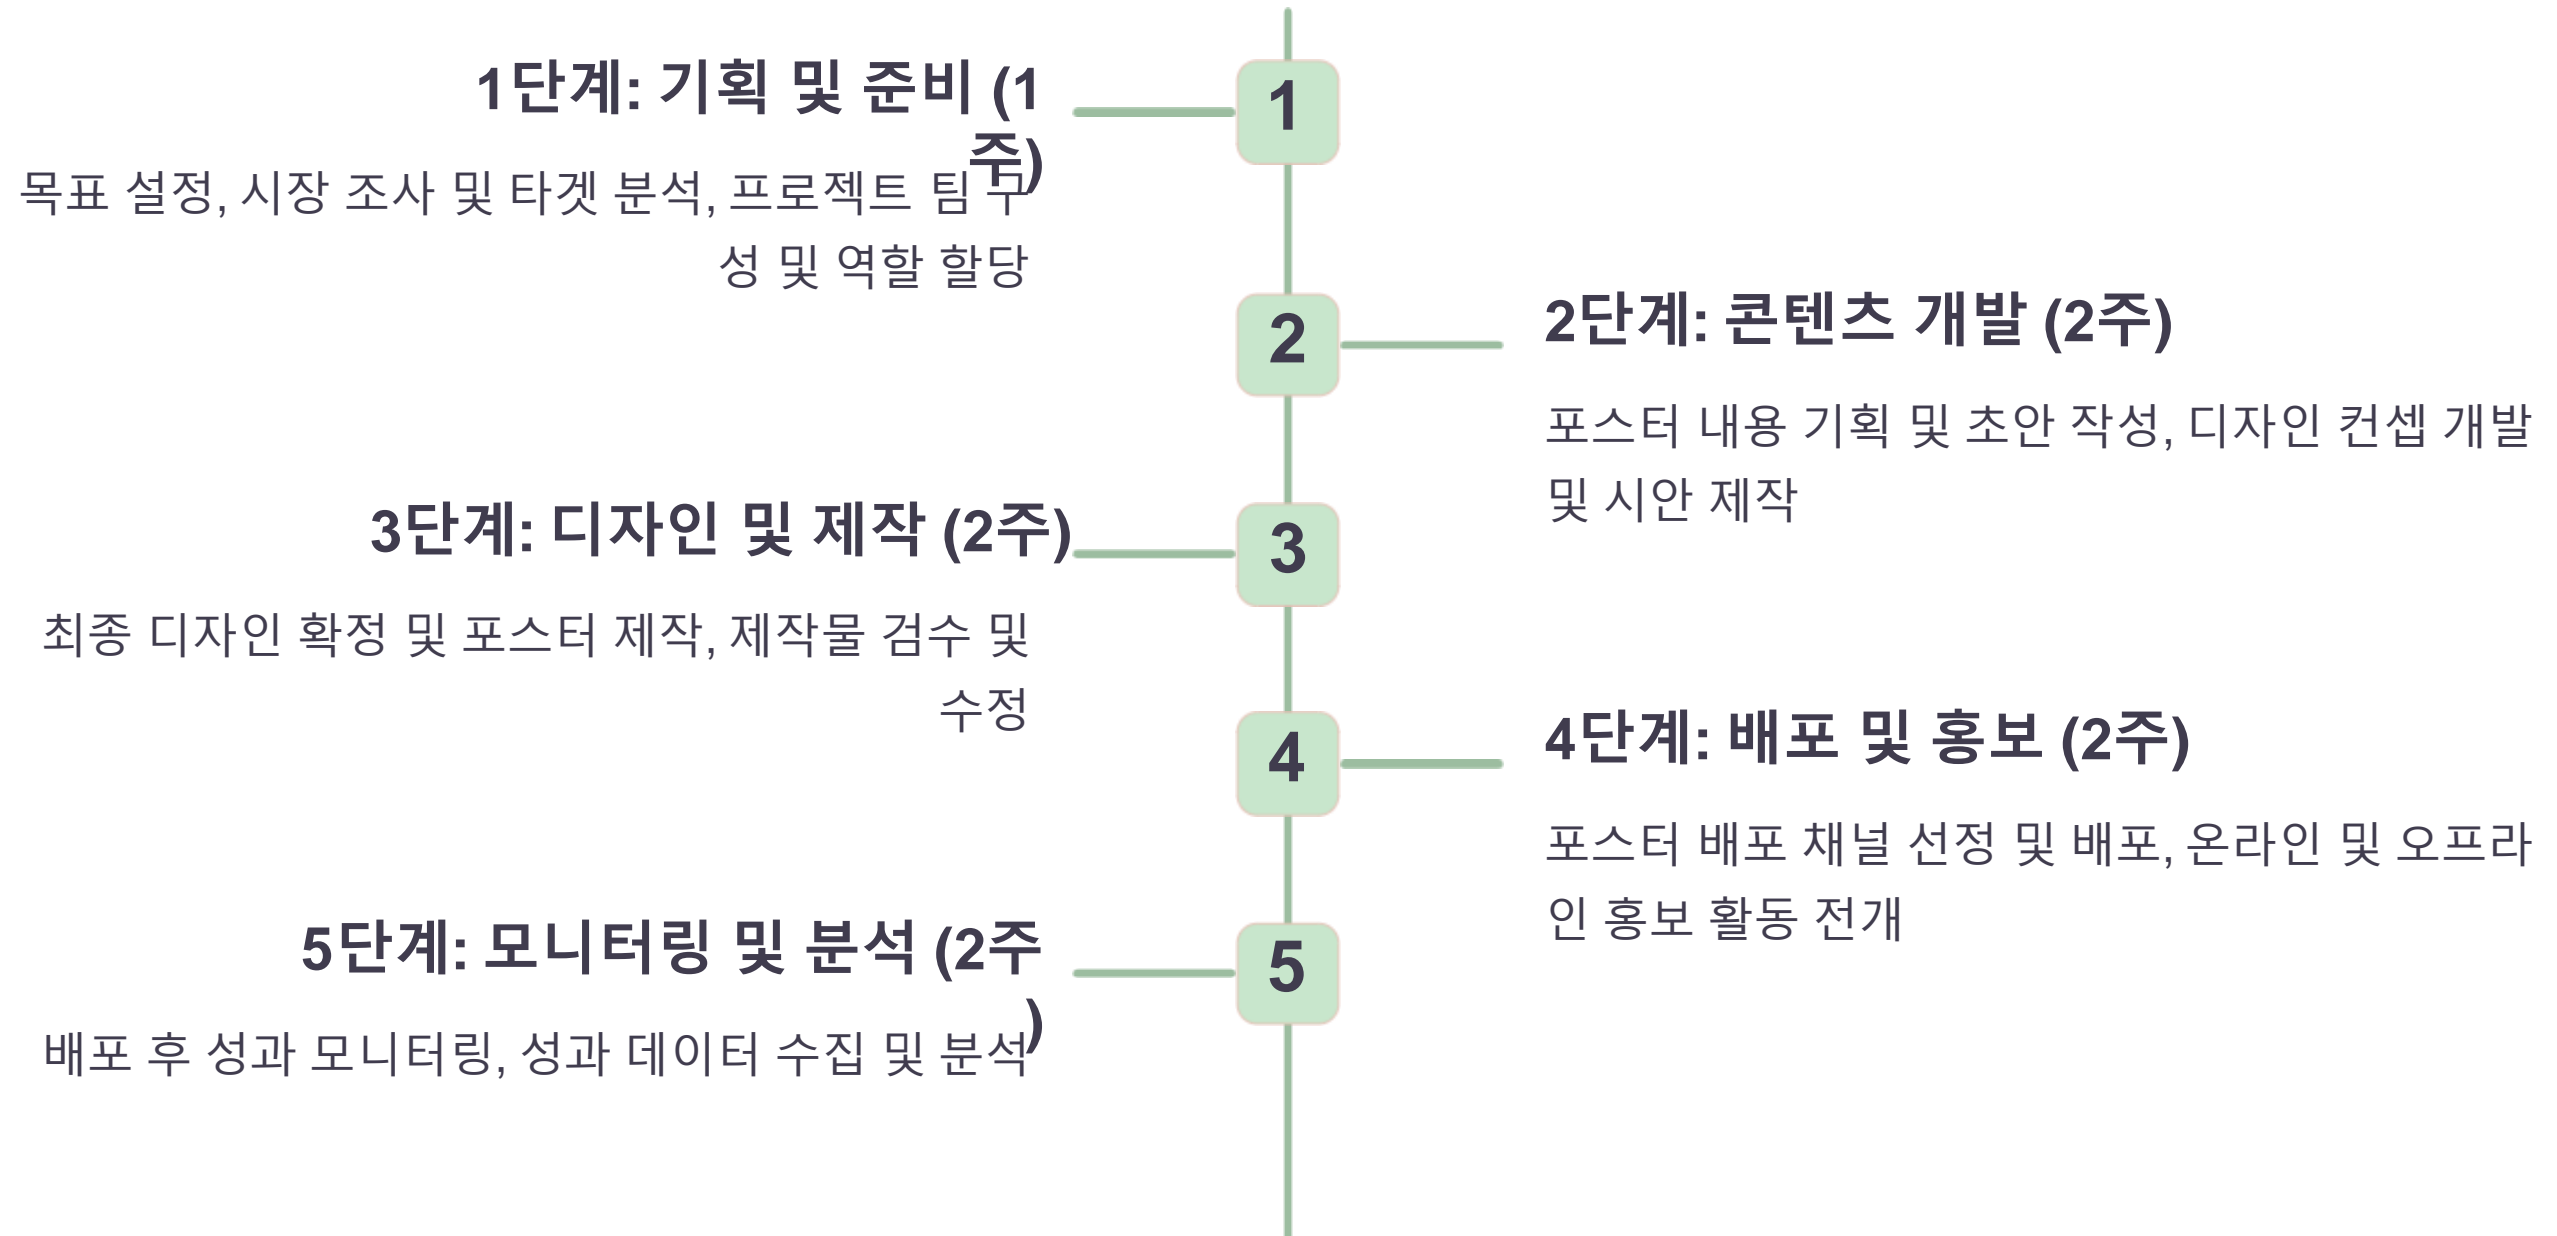 1단계: 기획 및 준비 (1
주)
목표 설정, 시장 조사 및 타겟 분석, 프로젝트 팀 구
성 및 역할 할당
1
2
2단계: 콘텐츠 개발 (2주)
포스터 내용 기획 및 초안 작성, 디자인 컨셉 개발
및 시안 제작
3단계: 디자인 및 제작 (2주)
최종 디자인 확정 및 포스터 제작, 제작물 검수 및
수정
3
4
4단계: 배포 및 홍보 (2주)
포스터 배포 채널 선정 및 배포, 온라인 및 오프라
인 홍보 활동 전개
5단계: 모니터링 및 분석 (2주
)
배포 후 성과 모니터링, 성과 데이터 수집 및 분석
5